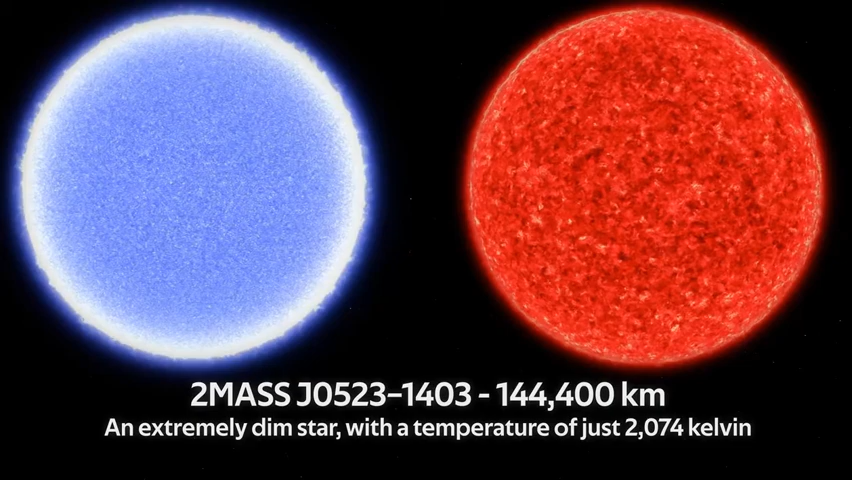 2MASS J0523–1403 - 144,400 km
An extremely dim star, with a temperature of just 2,074 kelvin